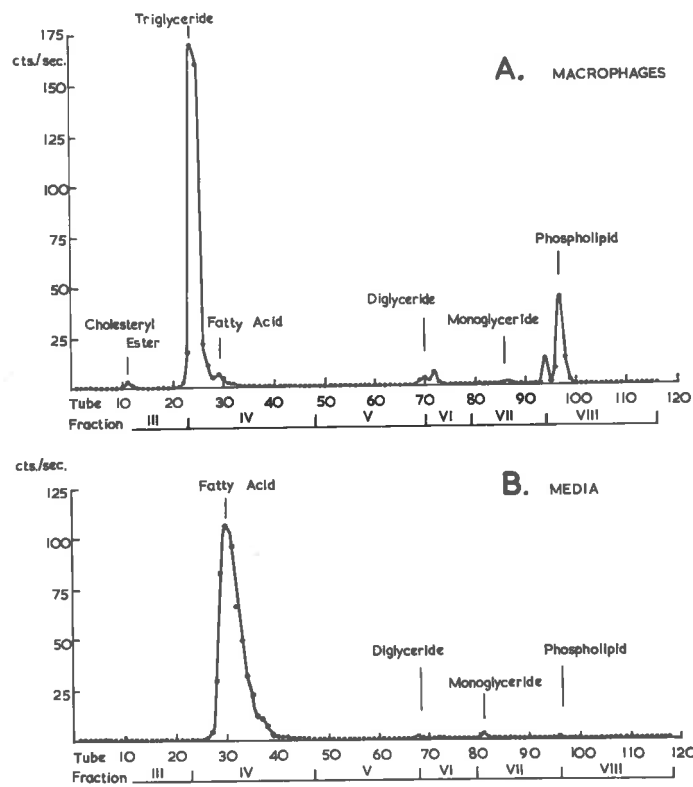 Triglyceride
175
cts./sec.
A. MACROPHAGES
150
125
100
75
Phospholipid
50
Diglyceride
Cholesteryl Ester
Fatty Acid
Monoglyceride
25
Tube 10 20 30 40 50 60 70 80 90 100 110 120
Fraction III IV V VI VII VIII
cts./sec.
B. MEDIA
125
Fatty Acid
100
75
50
Diglyceride
Phospholipid
Monoglyceride
25
Tube 10 20 30 40 50 60 70 80 90 100 110 120
Fraction III IV V VI VII VIII